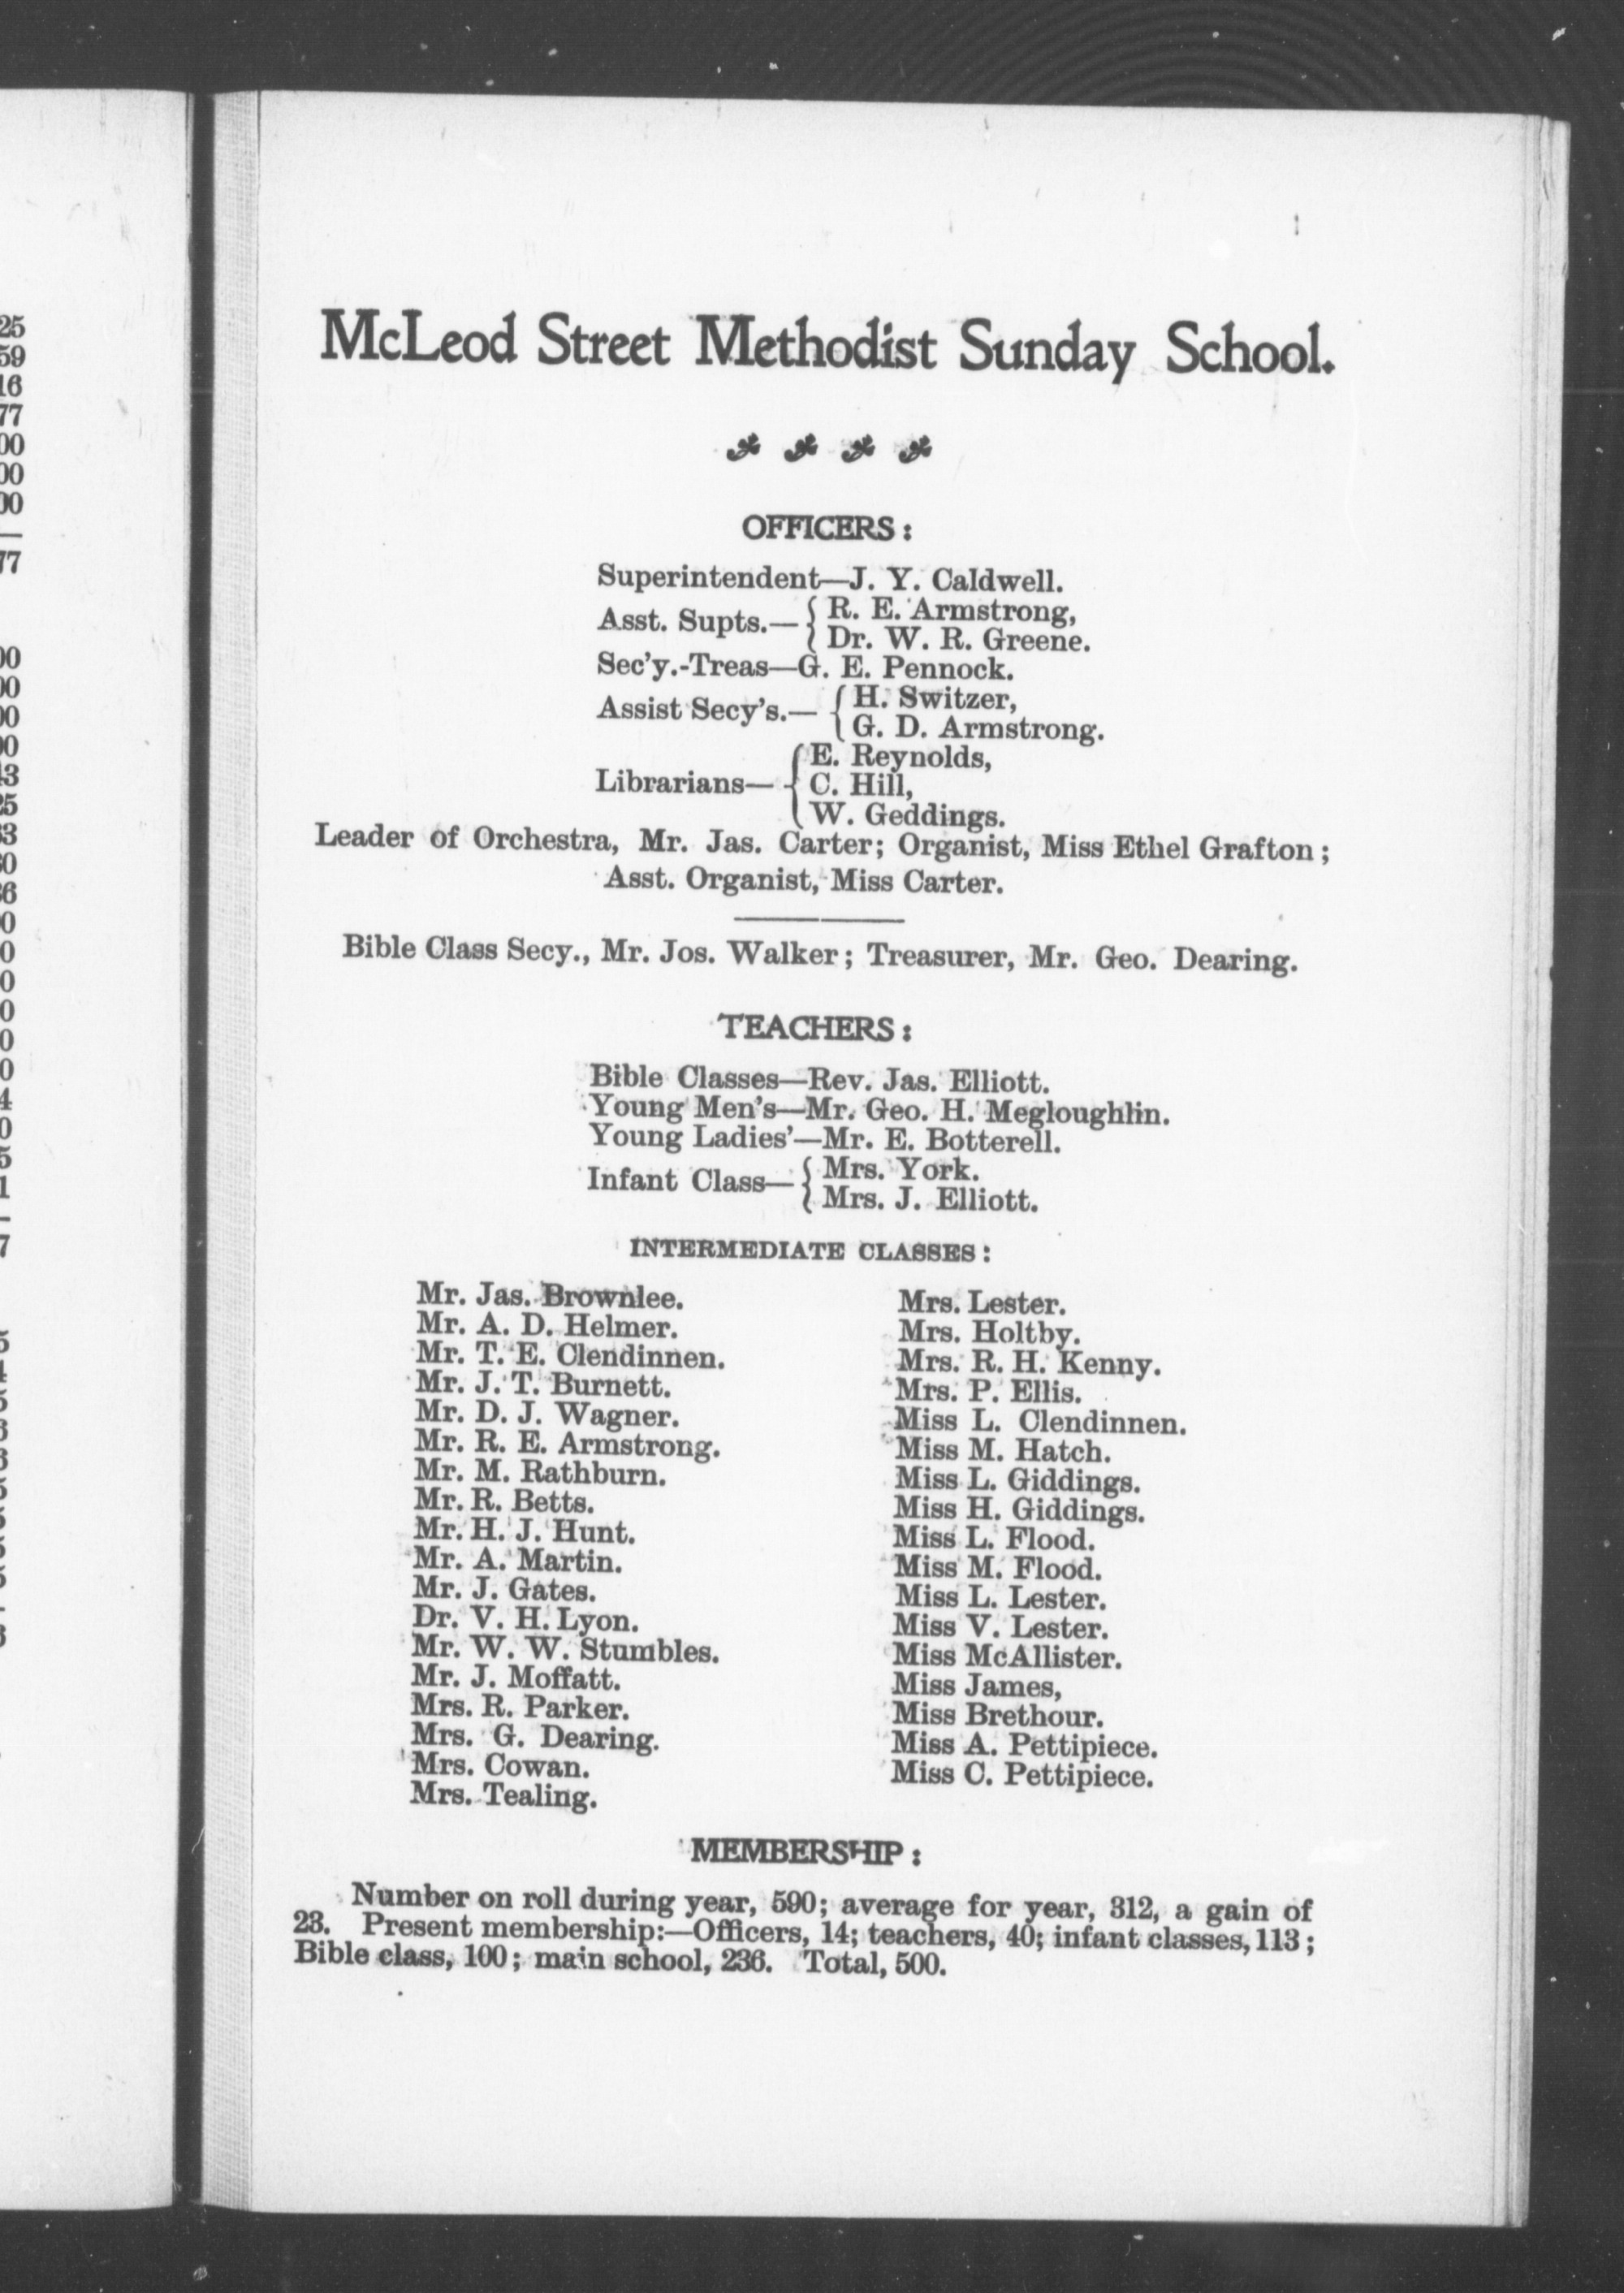 25
59
16
77
00
00
00
77
McLeod Street Methodist Sunday School.
OFFICERS:
Superintendent—J. Y. Caldwell.
Asst. Supts.— { R. E. Armstrong,
Dr. W. R. Greene.
Sec'y.-Treas—G. E. Pennock.
Assist Secy's.— { H. Switzer,
G. D. Armstrong.
Librarians— { E. Reynolds,
C. Hill,
W. Geddings.
Leader of Orchestra, Mr. Jas. Carter; Organist, Miss Ethel Grafton;
Asst. Organist, Miss Carter.
Bible Class Secy., Mr. Jos. Walker; Treasurer, Mr. Geo. Dearing.
TEACHERS:
Bible Classes—Rev. Jas. Elliott.
Young Men's—Mr. Geo. H. Megloughlin.
Young Ladies'—Mr. E. Botterell.
Infant Class— { Mrs. York.
Mrs. J. Elliott.
INTERMEDIATE CLASSES:
Mr. Jas. Brownlee.
Mr. A. D. Helmer.
Mr. T. E. Clendinnen.
Mr. J. T. Burnett.
Mr. D. J. Wagner.
Mr. R. E. Armstrong.
Mr. M. Rathburn.
Mr. R. Betts.
Mr. H. J. Hunt.
Mr. A. Martin.
Mr. J. Gates.
Dr. V. H. Lyon.
Mr. W. W. Stumbles.
Mr. J. Moffatt.
Mrs. R. Parker.
Mrs. G. Dearing.
Mrs. Cowan.
Mrs. Tealing.
Mrs. Lester.
Mrs. Holtby.
Mrs. R. H. Kenny.
Mrs. P. Ellis.
Miss L. Clendinnen.
Miss M. Hatch.
Miss L. Giddings.
Miss H. Giddings.
Miss L. Flood.
Miss M. Flood.
Miss L. Lester.
Miss V. Lester.
Miss McAllister.
Miss James,
Miss Brethour.
Miss A. Pettipiece.
Miss C. Pettipiece.
MEMBERSHIP:
Number on roll during year, 590; average for year, 312, a gain of
23. Present membership:—Officers, 14; teachers, 40; infant classes, 113;
Bible class, 100; main school, 236. Total, 500.